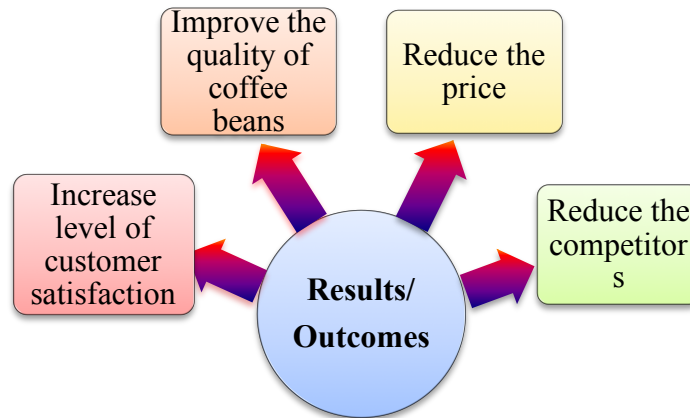 Increase
level of
customer
satisfaction
Improve the
quality of
coffee
beans
Reduce the
price
Reduce the
competitor
s
Results/
Outcomes